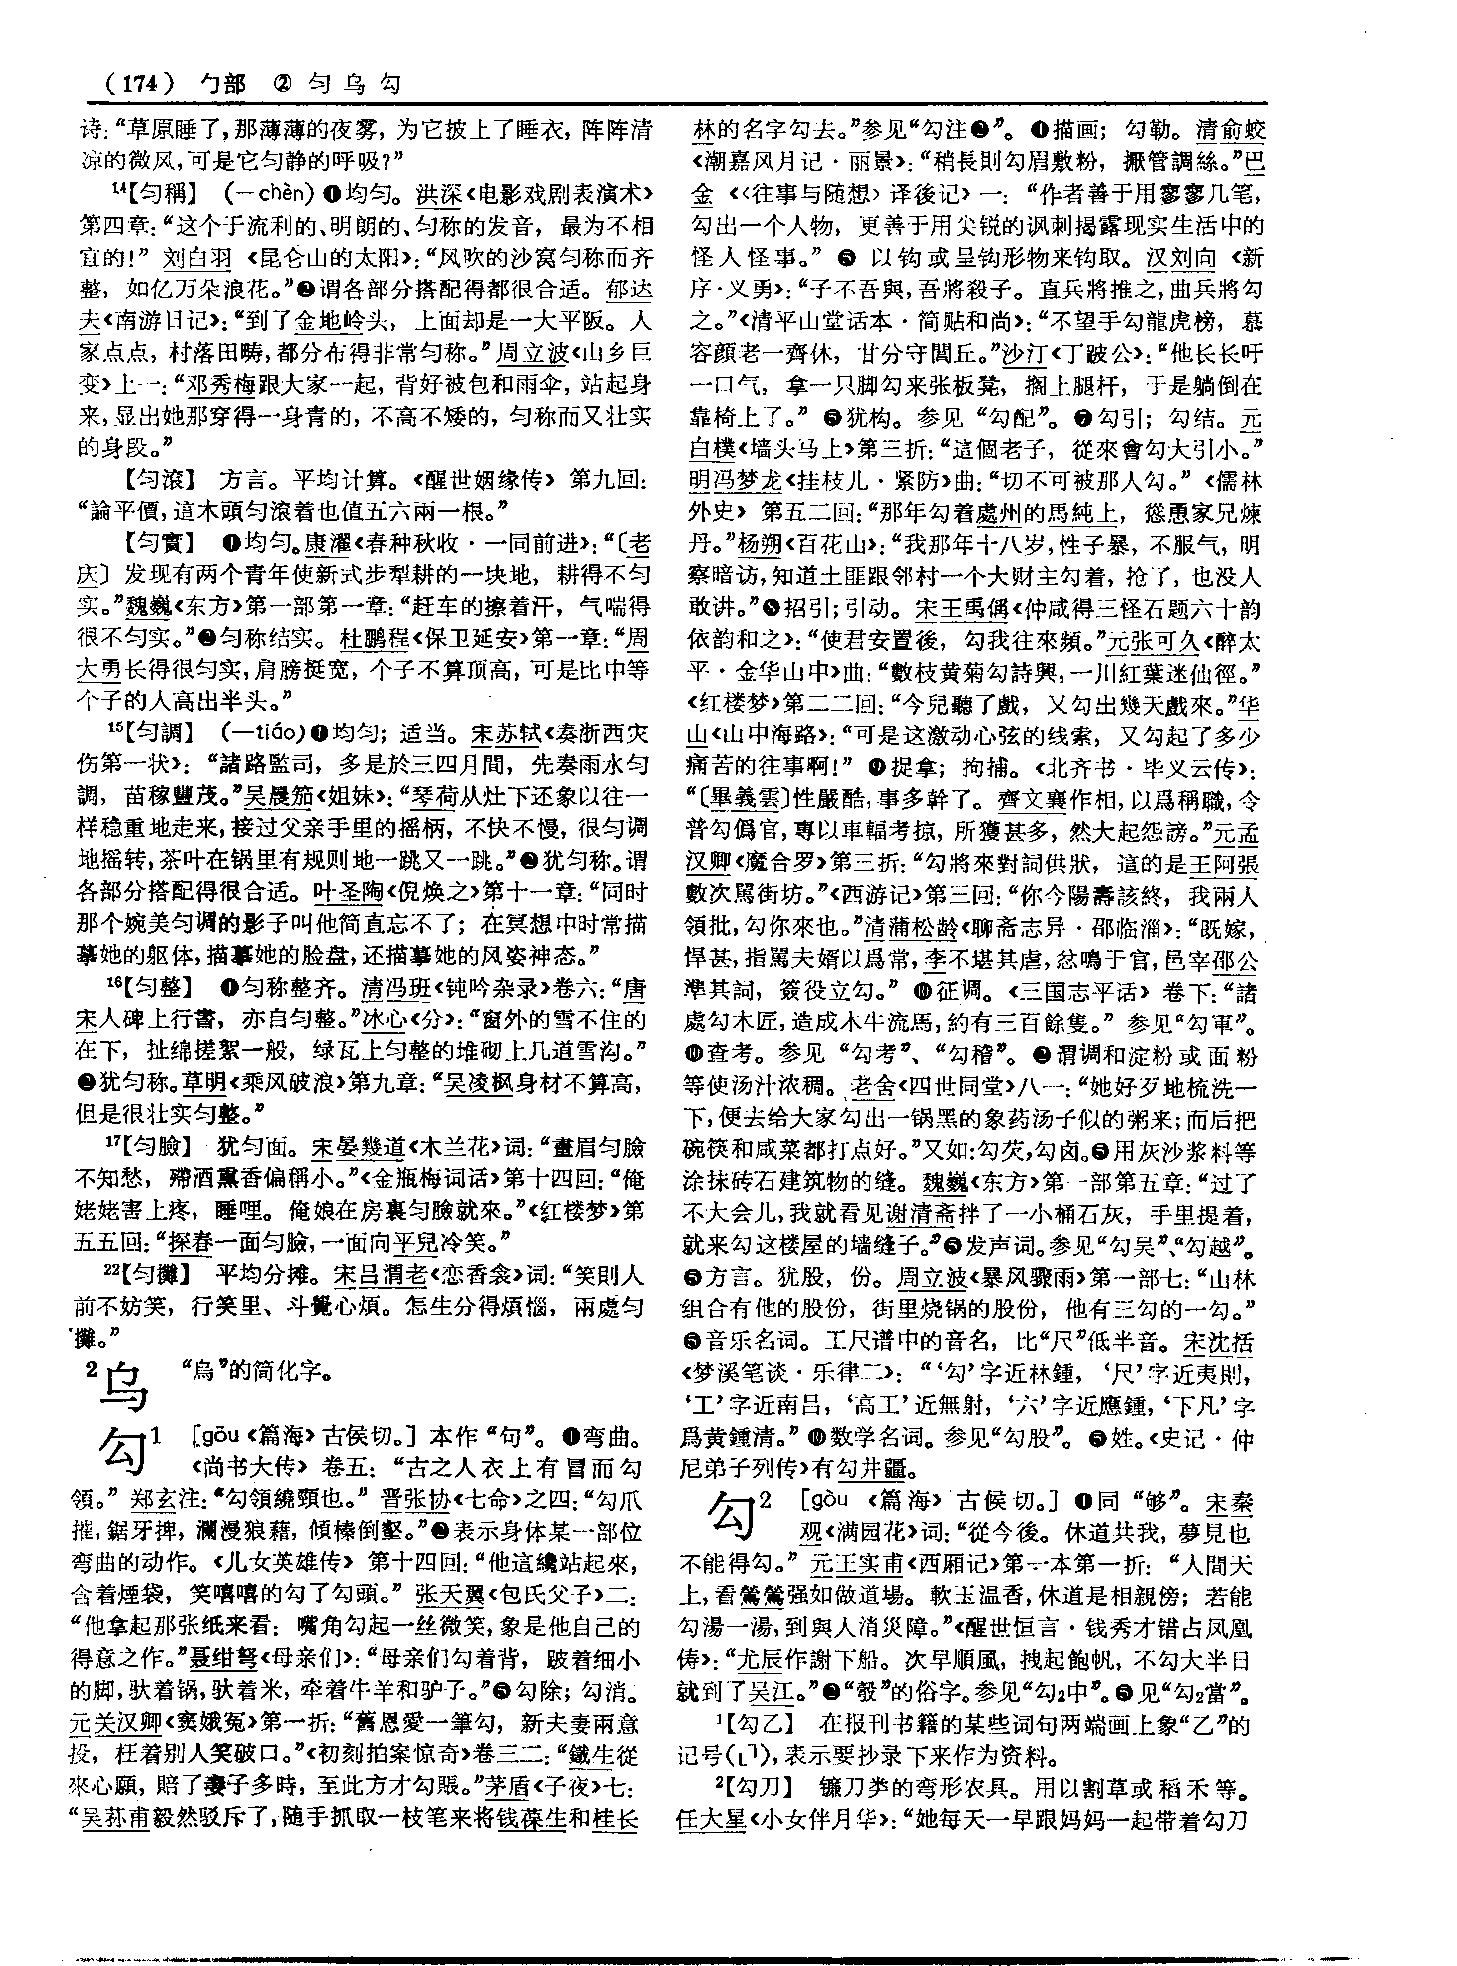 （174） 勹部 ② 匀 乌 勾
诗：“草原睡了，那薄薄的夜雾，为它披上了睡衣，阵阵清
凉的微风，可是它匀静的呼吸？”
14【匀稱】 （－chèn）❶均匀。洪深《电影戏剧表演术》
第四章：“这个于流利的、明朗的、匀称的发音，最为不相
宜的！” 刘白羽《昆仑山的太阳》：“风吹的沙窝匀称而齐
整，如亿万朵浪花。”❷谓各部分搭配得都很合适。郁达
夫《南游日记》：“到了金地岭头，上面却是一大平阪。人
家点点，村落田畴，都分布得非常匀称。”周立波《山乡巨
变》上一：“邓秀梅跟大家一起，背好被包和雨伞，站起身
来，显出她那穿得一身青的，不高不矮的，匀称而又壮实
的身段。”
【匀滾】 方言。平均计算。《醒世姻缘传》第九回：
“論平價，這木頭匀滚着也值五六兩一根。”
【匀實】 ❶均匀。康濯《春种秋收·一同前进》：“〔老
庆〕发现有两个青年使新式步犁耕的一块地，耕得不匀
实。”魏巍《东方》第一部第一章：“赶车的擦着汗，气喘得
很不匀实。”❷匀称结实。杜鹏程《保卫延安》第一章：“周
大勇长得很匀实，肩膀挺宽，个子不算顶高，可是比中等
个子的人高出半头。”
15【匀調】 （—tiáo）❶均匀；适当。宋苏轼《奏浙西灾
伤第一状》：“諸路監司，多是於三四月間，先奏雨水匀
調，苗稼豐茂。”吴晟笳《姐妹》：“琴荷从灶下还象以往一
样稳重地走来，接过父亲手里的摇柄，不快不慢，很匀调
地摇转，茶叶在锅里有规则地一跳又一跳。”❷犹匀称。谓
各部分搭配得很合适。叶圣陶《倪焕之》第十一章：“同时
那个婉美匀调的影子叫他简直忘不了；在冥想中时常描
摹她的躯体，描摹她的脸盘，还描摹她的风姿神态。”
16【匀整】 ❶匀称整齐。清冯班《钝吟杂录》卷六：“唐
宋人碑上行書，亦自匀整。”冰心《分》：“窗外的雪不住的
在下，扯绵搓絮一般，绿瓦上匀整的堆砌上几道雪沟。”
❷犹匀称。草明《乘风破浪》第九章：“吴凌枫身材不算高，
但是很壮实匀整。”
17【匀臉】 犹匀面。宋晏幾道《木兰花》词：“畫眉匀臉
不知愁，殢酒熏香偏稱小。”《金瓶梅词话》第十四回：“俺
姥姥害上疼，睡哩。俺娘在房裏匀臉就來。”《红楼梦》第
五五回：“探春一面匀臉，一面向平兒冷笑。”
22【匀攤】 平均分摊。宋吕渭老《恋香衾》词：“笑則人
前不妨笑，行笑里、斗覺心煩。怎生分得煩惱，兩處匀
攤。”
2乌 “烏”的简化字。
勾1 ［gōu《篇海》古侯切。］本作“句”。❶弯曲。
《尚书大传》卷五：“古之人衣上有冒而勾
領。”郑玄注：“勾領繞頸也。”晋张协《七命》之四：“勾爪
摧，鋸牙捭，瀾漫狼藉，傾榛倒壑。”❷表示身体某一部位
弯曲的动作。《儿女英雄传》第十四回：“他這纔站起來，
含着煙袋，笑嘻嘻的勾了勾頭。”张天翼《包氏父子》二：
“他拿起那张纸来看：嘴角勾起一丝微笑，象是他自己的
得意之作。”聂绀弩《母亲们》：“母亲们勾着背，跛着细小
的脚，驮着锅，驮着米，牵着牛羊和驴子。”❸勾除；勾消。
元关汉卿《窦娥冤》第一折：“舊恩愛一筆勾，新夫妻兩意
投，枉着别人笑破口。”《初刻拍案惊奇》卷三二：“鐵生從
來心願，賠了妻子多時，至此方才勾賬。”茅盾《子夜》七：
“吴荪甫毅然驳斥了，随手抓取一枝笔来将钱葆生和桂长
林的名字勾去。”参见“勾注❷”。❹描画；勾勒。清俞蛟
《潮嘉风月记·丽景》：“稍長則勾眉敷粉，擫管調絲。”巴
金《〈往事与随想〉译後记》一：“作者善于用寥寥几笔，
勾出一个人物，更善于用尖锐的讽刺揭露现实生活中的
怪人怪事。”❺以钩或呈钩形物来钩取。汉刘向《新
序·义勇》：“子不吾與，吾將殺子。直兵將推之，曲兵將勾
之。”《清平山堂话本·简贴和尚》：“不望手勾龍虎榜，慕
容顔老一齊休，甘分守閭丘。”沙汀《丁跛公》：“他长长吁
一口气，拿一只脚勾来张板凳，搁上腿杆，于是躺倒在
靠椅上了。”❻犹构。参见“勾配”。❼勾引；勾结。元
白樸《墙头马上》第三折：“這個老子，從來會勾大引小。”
明冯梦龙《挂枝儿·紧防》曲：“切不可被那人勾。”《儒林
外史》第五二回：“那年勾着處州的馬純上，慫恿家兄煉
丹。”杨朔《百花山》：“我那年十八岁，性子暴，不服气，明
察暗访，知道土匪跟邻村一个大财主勾着，抢了，也没人
敢讲。”❽招引；引动。宋王禹偁《仲咸得三怪石题六十韵
依韵和之》：“使君安置後，勾我往來頻。”元张可久《醉太
平·金华山中》曲：“數枝黄菊勾詩興，一川紅葉迷仙徑。”
《红楼梦》第二二回：“今兒聽了戲，又勾出幾天戲來。”华
山《山中海路》：“可是这激动心弦的线索，又勾起了多少
痛苦的往事啊！”❾捉拿；拘捕。《北齐书·毕义云传》：
“〔畢義雲〕性嚴酷，事多幹了。齊文襄作相，以爲稱職，令
普勾僞官，專以車輻考掠，所獲甚多，然大起怨謗。”元孟
汉卿《魔合罗》第三折：“勾將來對詞供狀，這的是王阿張
數次駡街坊。”《西游记》第三回：“你今陽壽該終，我兩人
領批，勾你來也。”清蒲松龄《聊斋志异·邵临淄》：“既嫁，
悍甚，指駡夫婿以爲常，李不堪其虐，忿鳴于官，邑宰邵公
準其詞，簽役立勾。”❿征调。《三国志平话》卷下：“諸
處勾木匠，造成木牛流馬，約有三百餘隻。”参见“勾軍”。
⓫查考。参见“勾考”、“勾稽”。⓬谓调和淀粉或面粉
等使汤汁浓稠。老舍《四世同堂》八一：“她好歹地梳洗一
下，便去给大家勾出一锅黑的象药汤子似的粥来；而后把
碗筷和咸菜都打点好。”又如：勾芡，勾卤。⓭用灰沙浆料等
涂抹砖石建筑物的缝。魏巍《东方》第一部第五章：“过了
不大会儿，我就看见谢清斋拌了一小桶石灰，手里提着，
就来勾这楼屋的墙缝子。”⓮发声词。参见“勾吴”、“勾越”。
⓯方言。犹股，份。周立波《暴风骤雨》第一部七：“山林
组合有他的股份，街里烧锅的股份，他有三勾的一勾。”
⓰音乐名词。工尺谱中的音名，比“尺”低半音。宋沈括
《梦溪笔谈·乐律二》：“‘勾’字近林鍾，‘尺’字近夷則，
‘工’字近南吕，‘高工’近無射，‘六’字近應鍾，‘下凡’字
爲黄鍾清。”⓱数学名词。参见“勾股”。⓲姓。《史记·仲
尼弟子列传》有勾井疆。
勾2 ［gòu《篇海》古侯切。］❶同“够”。宋秦
观《满园花》词：“從今後。休道共我，夢見也
不能得勾。”元王实甫《西厢记》第一本第一折：“人間天
上，看鶯鶯强如做道場。軟玉温香，休道是相親傍；若能
勾湯一湯，到與人消災障。”《醒世恒言·钱秀才错占凤凰
俦》：“尤辰作謝下船。次早順風，拽起飽帆，不勾大半日
就到了吴江。”❷“彀”的俗字。参见“勾2中”。❸见“勾2當”。
1【勾乙】 在报刊书籍的某些词句两端画上象“乙”的
记号（乚㇕），表示要抄录下来作为资料。
2【勾刀】 镰刀类的弯形农具。用以割草或稻禾等。
任大星《小女伴月华》：“她每天一早跟妈妈一起带着勾刀